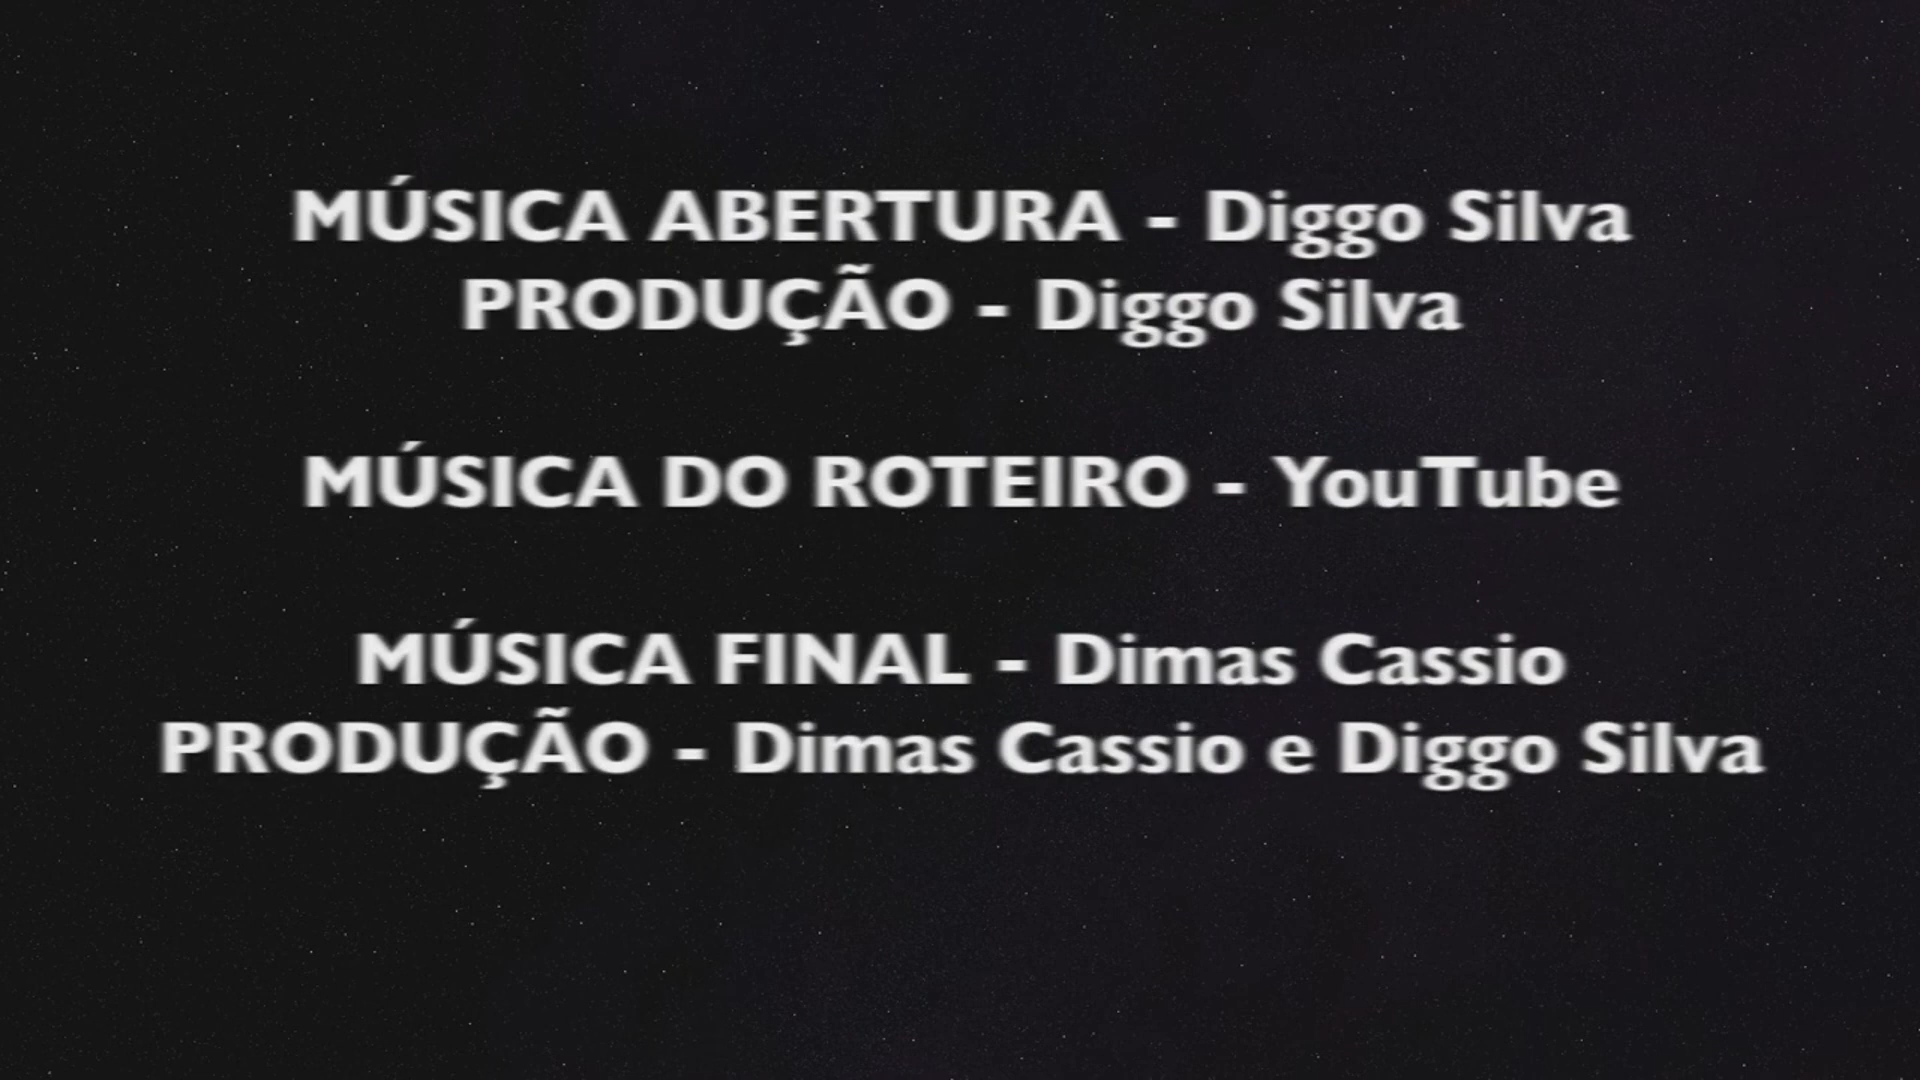 MÚSICA ABERTURA - Diggo Silva
PRODUÇÃO - Diggo Silva
MÚSICA DO ROTEIRO - YouTube
MÚSICA FINAL - Dimas Cassio
PRODUÇÃO - Dimas Cassio e Diggo Silva